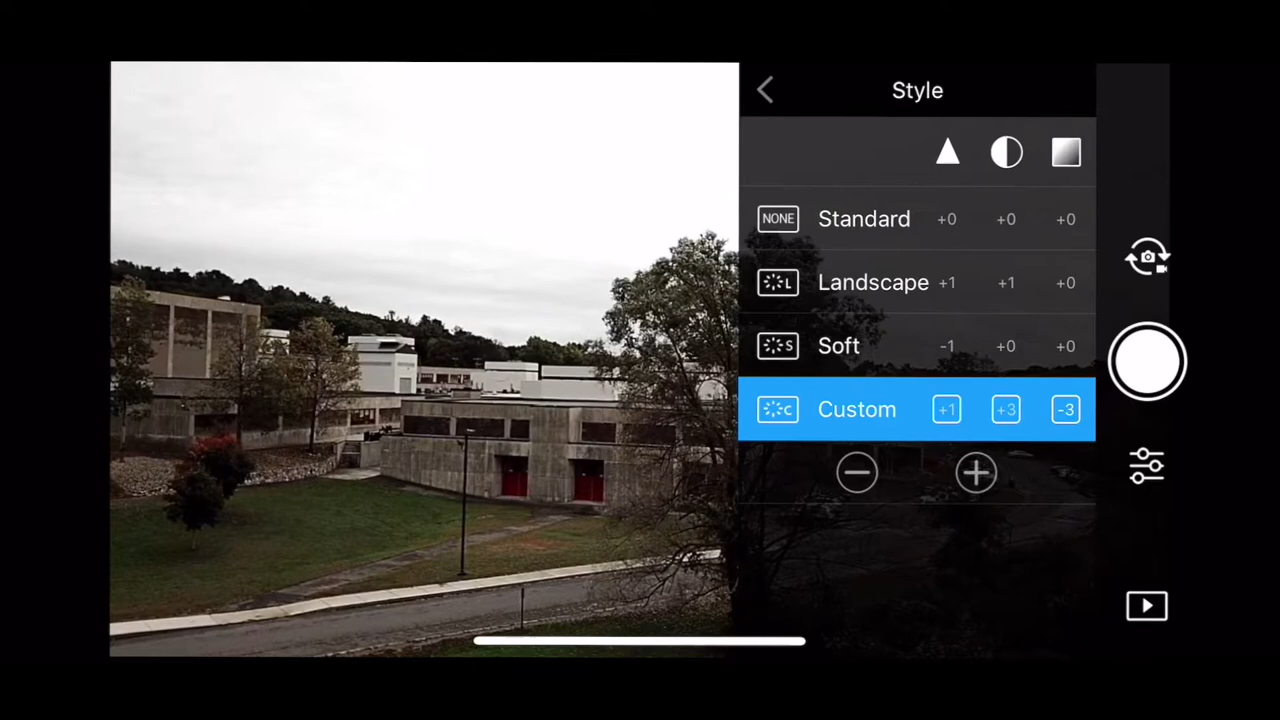 Style
NONE Standard +0 +0 +0
L Landscape +1 +1 +0
S Soft -1 +0 +0
C Custom +1 +3 -3